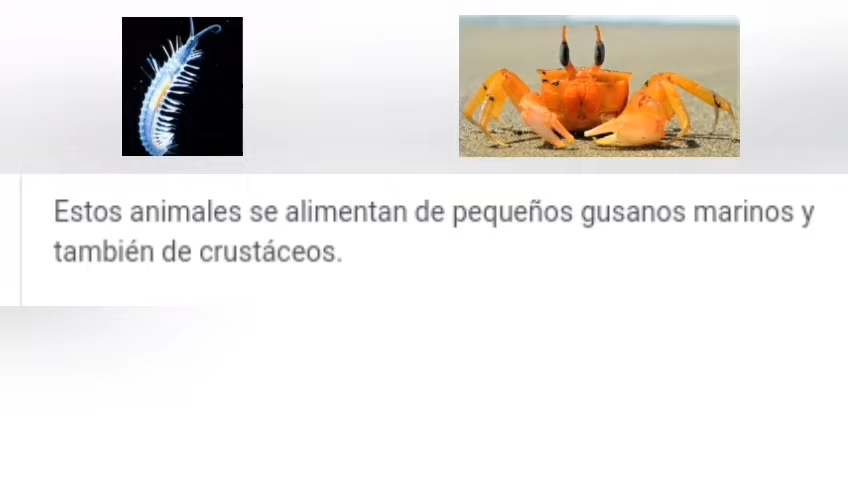 Estos animales se alimentan de pequeños gusanos marinos y
también de crustáceos.